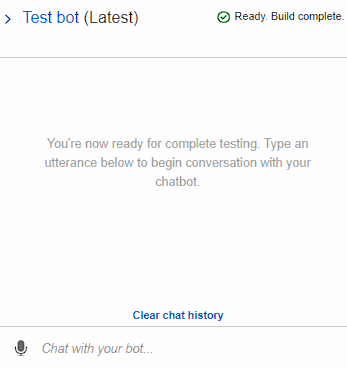 Test bot (Latest)
Ready. Build complete.
You're now ready for complete testing. Type an
utterance below to begin conversation with your
chatbot.
Clear chat history
Chat with your bot...